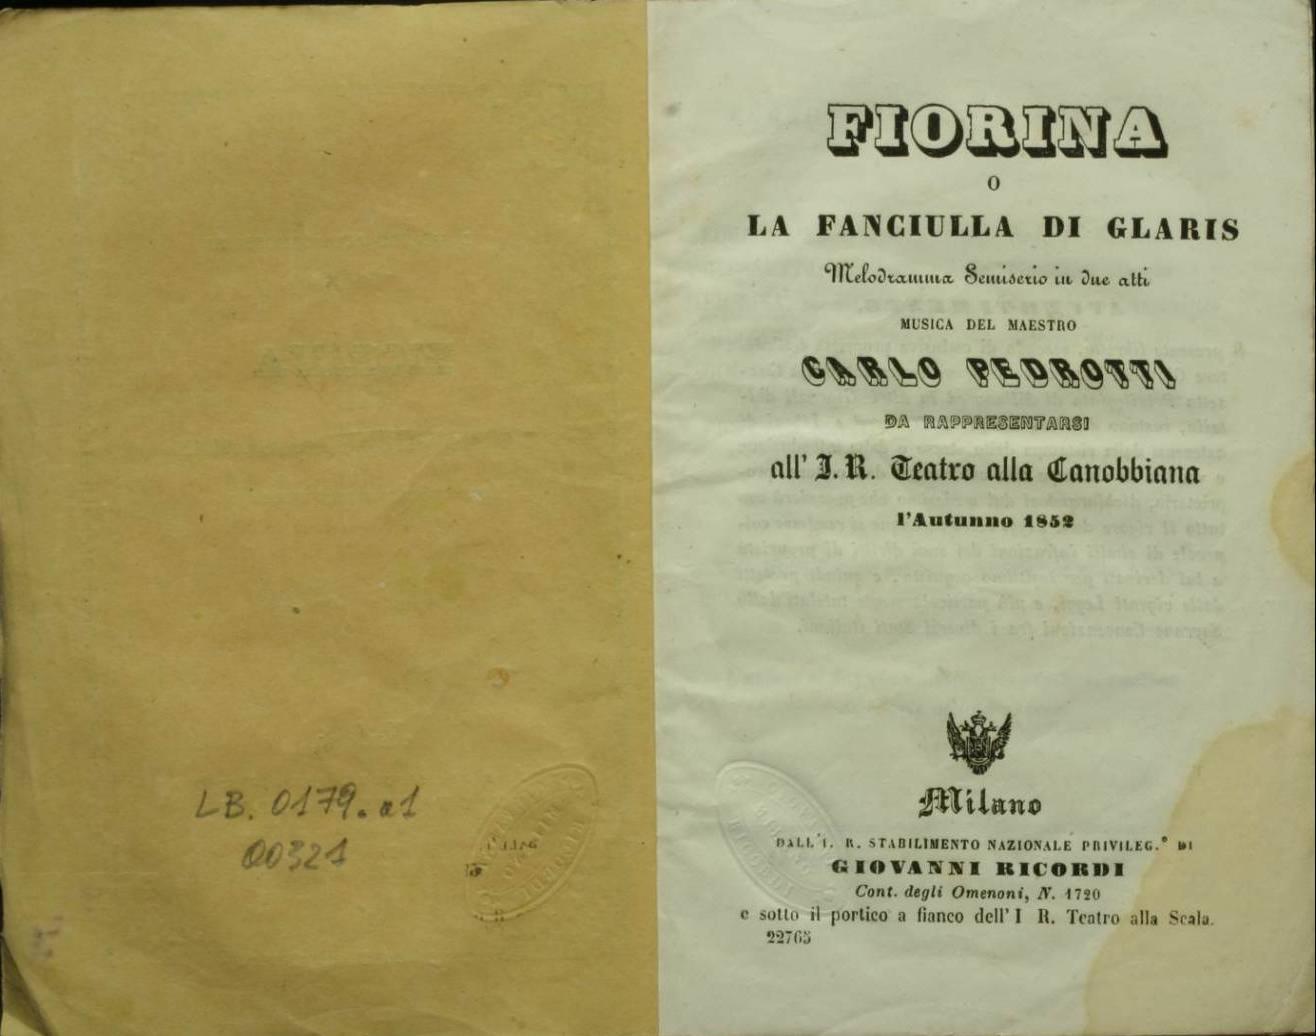 LB. 0179.a1
00321
FIORINA
O
LA FANCIULLA DI GLARIS
Melodramma Semiserio in due atti
MUSICA DEL MAESTRO
CARLO PEDROTTI
DA RAPPRESENTARSI
all' I. R. Teatro alla Canobbiana
l'Autunno 1852
Milano
DALL'I. R. STABILIMENTO NAZIONALE PRIVILEG.° DI
GIOVANNI RICORDI
Cont. degli Omenoni, N. 1720
e sotto il portico a fianco dell' I R. Teatro alla Scala.
22765